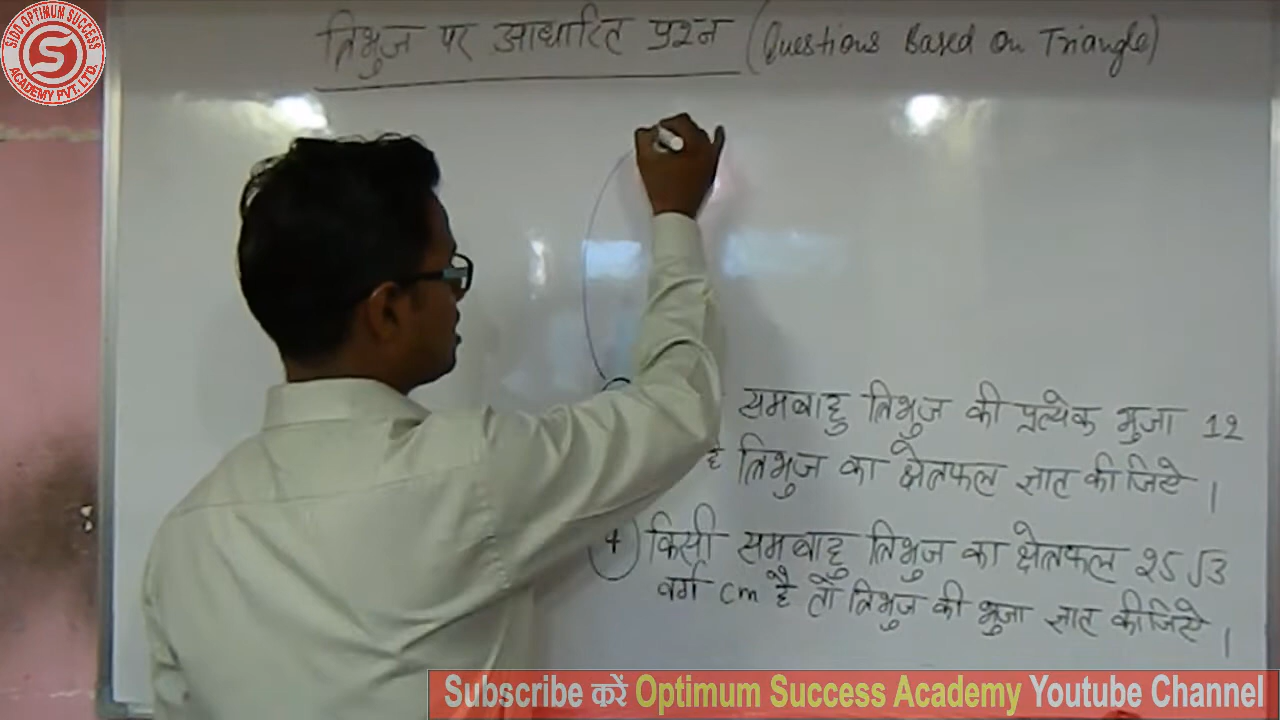 SIDD OPTIMUM SUCCESS
S
ACADEMY PVT. LTD.
त्रिभुज पर आधारित प्रश्न (Questions Based on Triangle)
समबाहु त्रिभुज की प्रत्येक भुजा 12
है त्रिभुज का क्षेत्रफल ज्ञात कीजिये ।
4 किसी समबाहु त्रिभुज का क्षेत्रफल 25√3
वर्ग cm है तो त्रिभुज की भुजा ज्ञात कीजिये ।
Subscribe करें Optimum Success Academy Youtube Channel